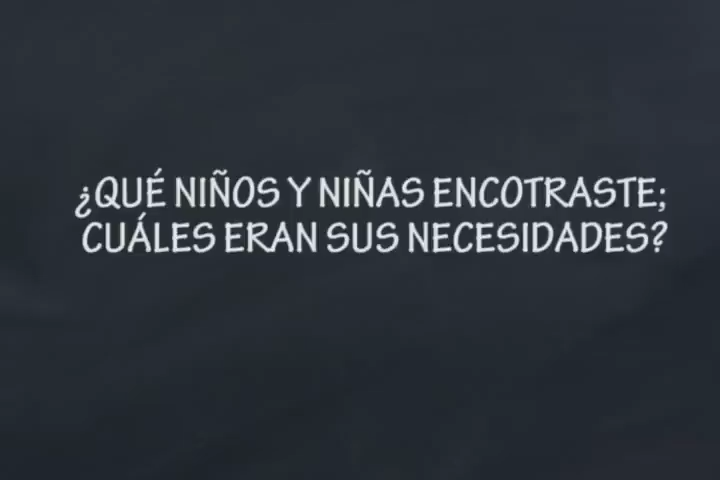 ¿QUÉ NIÑOS Y NIÑAS ENCOTRASTE;
CUÁLES ERAN SUS NECESIDADES?